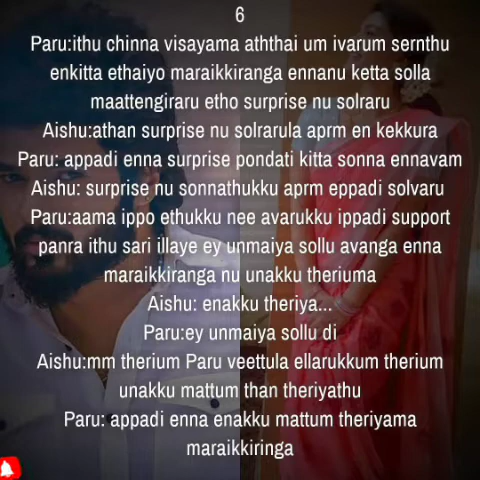 6
Paru:ithu chinna visayama aththai um ivarum sernthu
enkitta ethaiyo maraikkiranga ennanu ketta solla
maattengiraru etho surprise nu solraru
Aishu:athan surprise nu solrarula aprm en kekkura
Paru: appadi enna surprise pondati kitta sonna ennavam
Aishu: surprise nu sonnathukku aprm eppadi solvaru
Paru:aama ippo ethukku nee avarukku ippadi support
panra ithu sari illaye ey unmaiya sollu avanga enna
maraikkiranga nu unakku theriuma
Aishu: enakku theriya...
Paru:ey unmaiya sollu di
Aishu:mm therium Paru veettula ellarukkum therium
unakku mattum than theriyathu
Paru: appadi enna enakku mattum theriyama
maraikkiringa